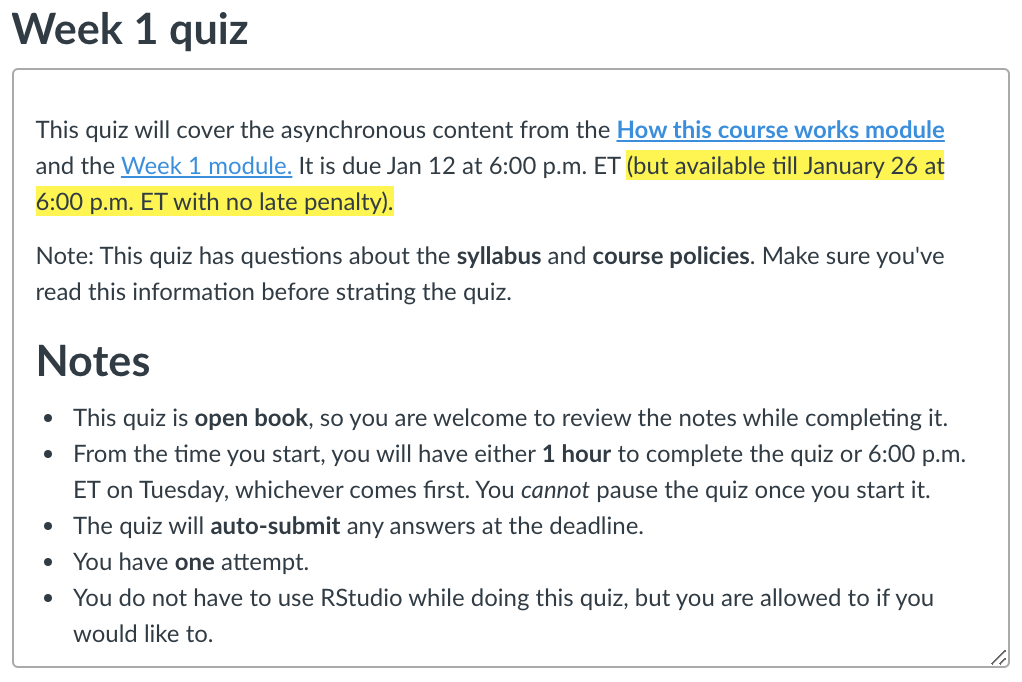 Week 1 quiz
This quiz will cover the asynchronous content from the How this course works module
and the Week 1 module. It is due Jan 12 at 6:00 p.m. ET (but available till January 26 at
6:00 p.m. ET with no late penalty).
Note: This quiz has questions about the syllabus and course policies. Make sure you've
read this information before strating the quiz.
Notes
• This quiz is open book, so you are welcome to review the notes while completing it.
• From the time you start, you will have either 1 hour to complete the quiz or 6:00 p.m.
ET on Tuesday, whichever comes first. You cannot pause the quiz once you start it.
• The quiz will auto-submit any answers at the deadline.
• You have one attempt.
• You do not have to use RStudio while doing this quiz, but you are allowed to if you
would like to.